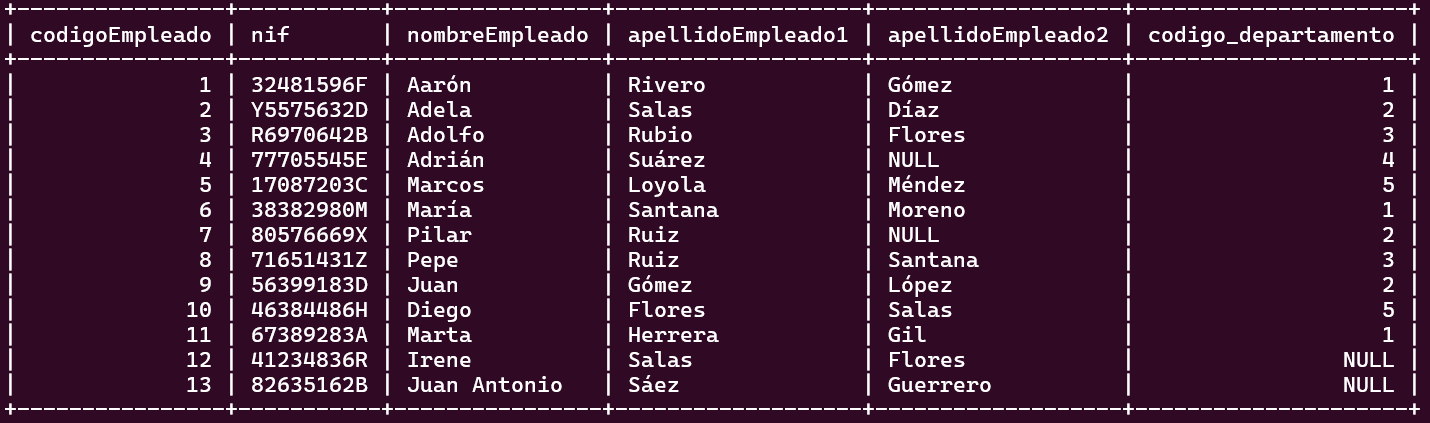 +----------------+-----------+----------------+-------------------+-------------------+---------------------+
| codigoEmpleado | nif       | nombreEmpleado | apellidoEmpleado1 | apellidoEmpleado2 | codigo_departamento |
+----------------+-----------+----------------+-------------------+-------------------+---------------------+
|              1 | 32481596F | Aarón          | Rivero            | Gómez             |                   1 |
|              2 | Y5575632D | Adela          | Salas             | Díaz              |                   2 |
|              3 | R6970642B | Adolfo         | Rubio             | Flores            |                   3 |
|              4 | 77705545E | Adrián         | Suárez            | NULL              |                   4 |
|              5 | 17087203C | Marcos         | Loyola            | Méndez            |                   5 |
|              6 | 38382980M | María          | Santana           | Moreno            |                   1 |
|              7 | 80576669X | Pilar          | Ruiz              | NULL              |                   2 |
|              8 | 71651431Z | Pepe           | Ruiz              | Santana           |                   3 |
|              9 | 56399183D | Juan           | Gómez             | López             |                   2 |
|             10 | 46384486H | Diego          | Flores            | Salas             |                   5 |
|             11 | 67389283A | Marta          | Herrera           | Gil               |                   1 |
|             12 | 41234836R | Irene          | Salas             | Flores            |                NULL |
|             13 | 82635162B | Juan Antonio   | Sáez              | Guerrero          |                NULL |
+----------------+-----------+----------------+-------------------+-------------------+---------------------+